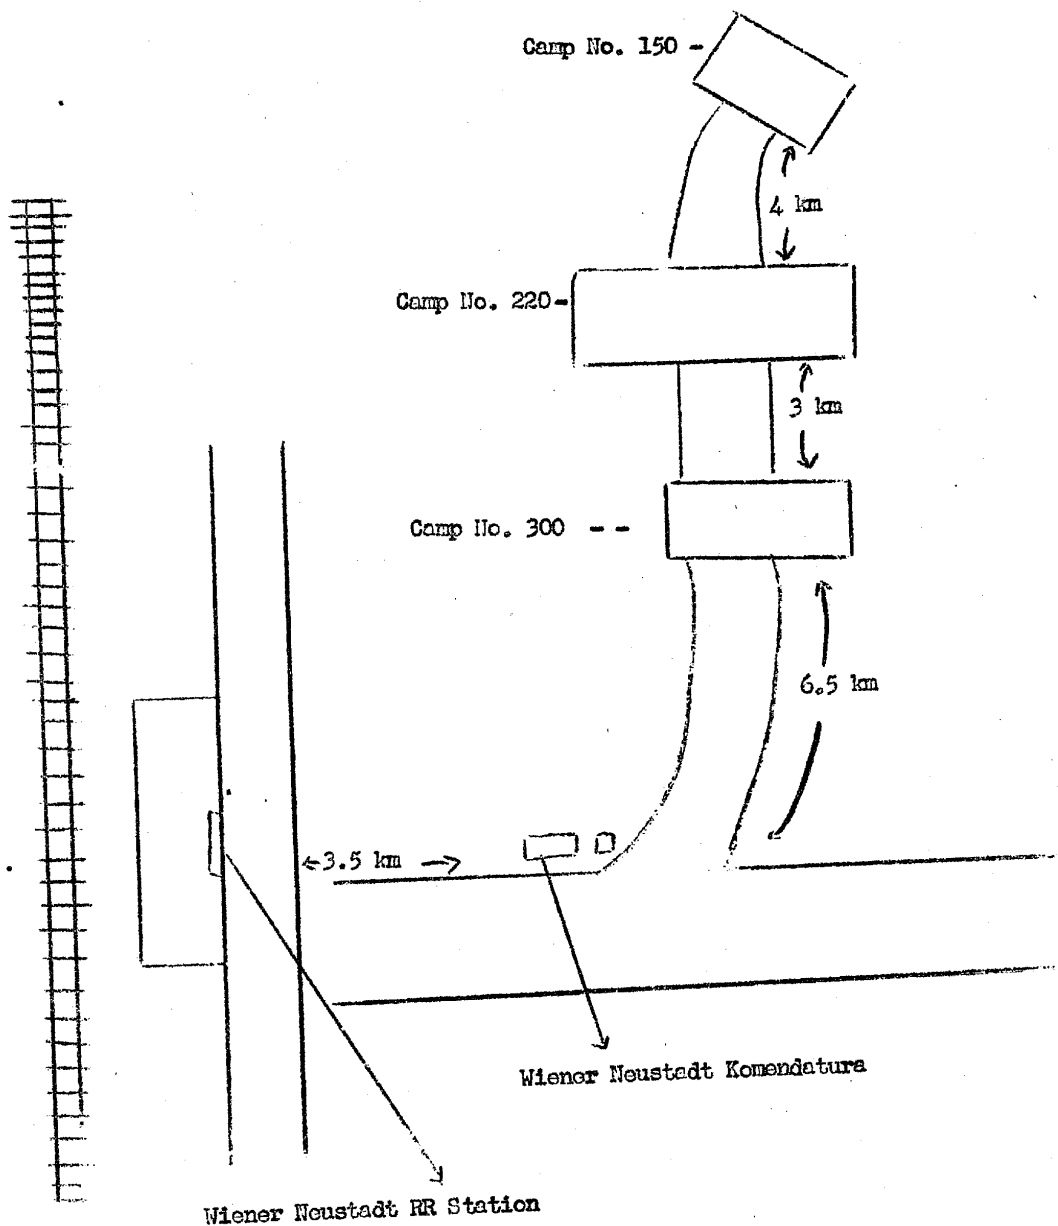 Camp No. 150 -
4 km
Camp No. 220-
3 km
Camp No. 300 - -
6.5 km
3.5 km
Wiener Neustadt Komendatura
Wiener Neustadt RR Station